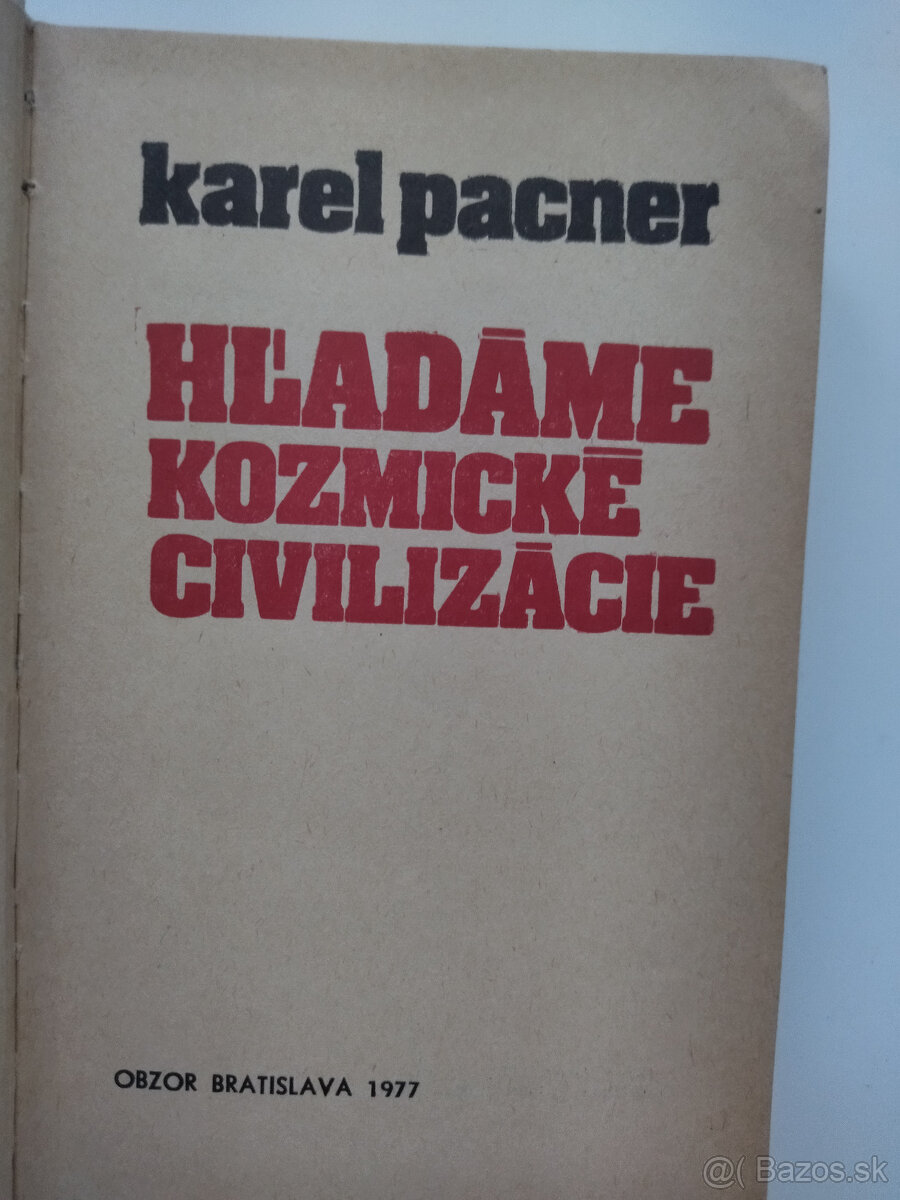 karel pacner
HĽADÁME
KOZMICKÉ
CIVILIZÁCIE
OBZOR BRATISLAVA 1977
@( Bazos.sk